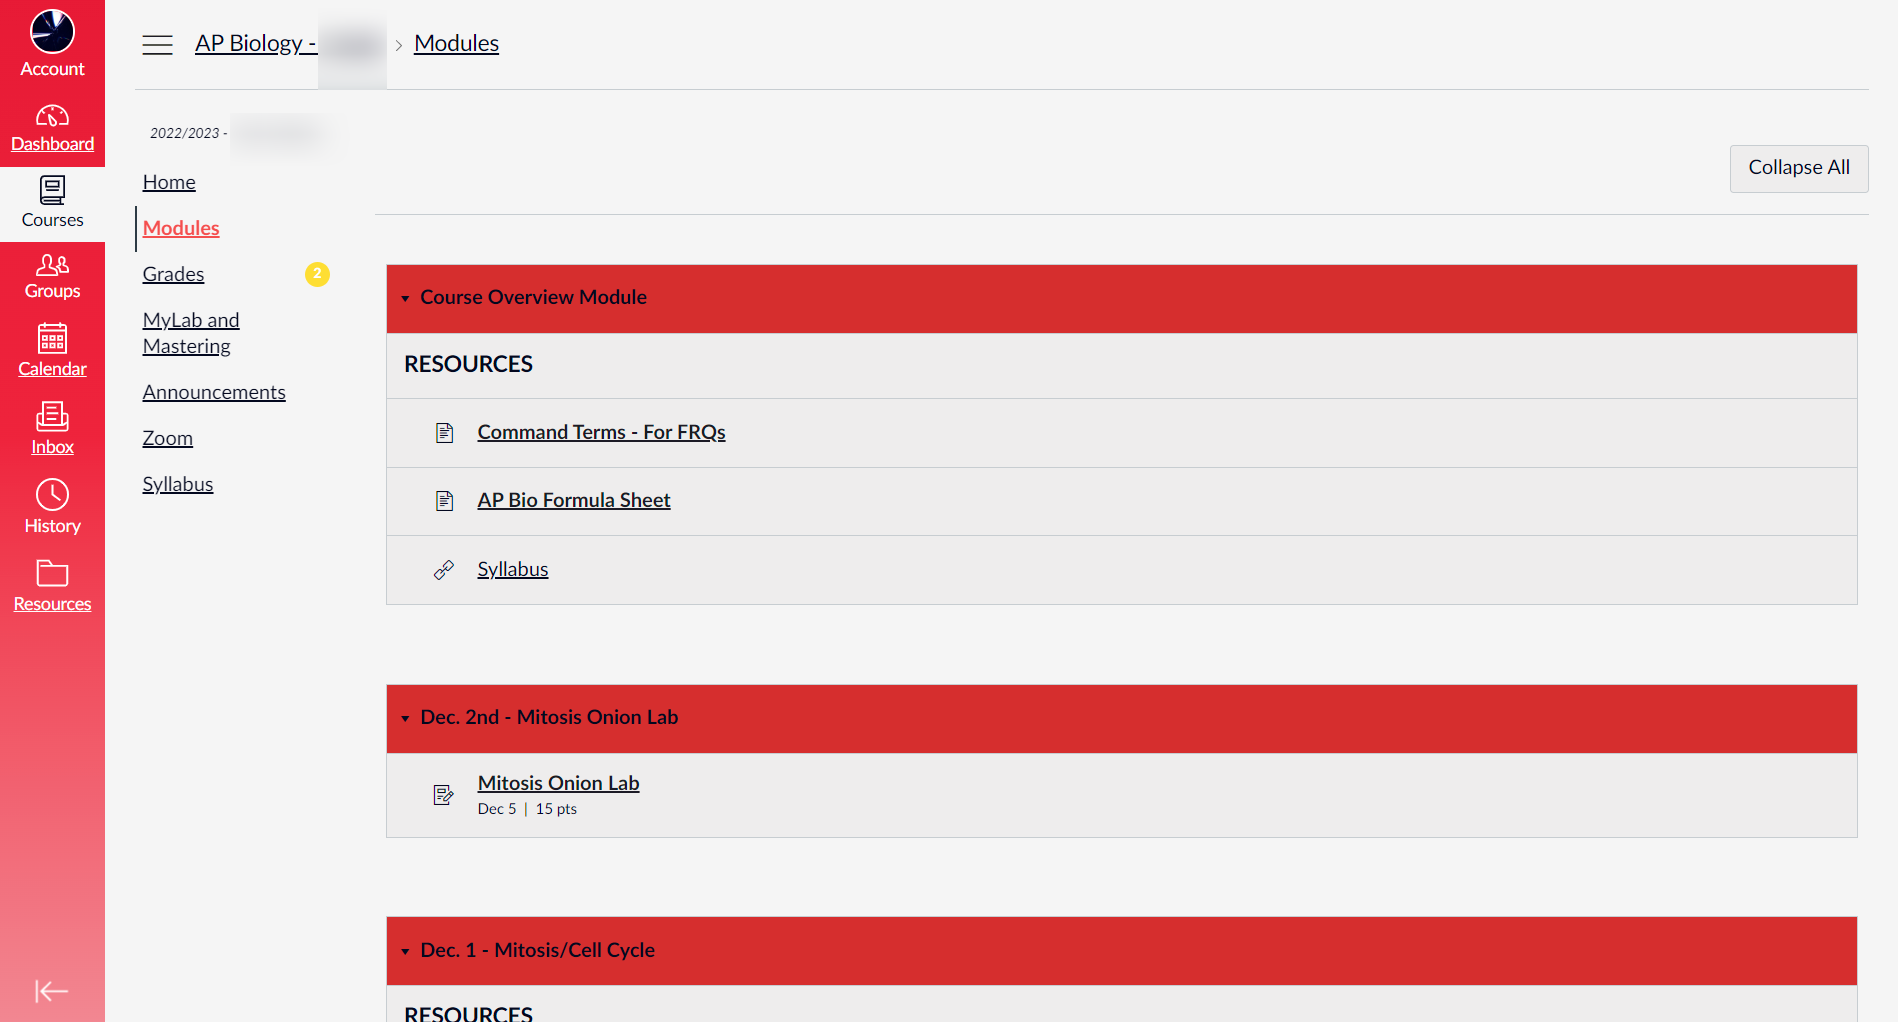 Account
Dashboard
Courses
Groups
Calendar
Inbox
History
Resources
AP Biology - > Modules
2022/2023 -
Home
Modules
Grades 2
MyLab and
Mastering
Announcements
Zoom
Syllabus
Collapse All
Course Overview Module
RESOURCES
Command Terms - For FRQs
AP Bio Formula Sheet
Syllabus
Dec. 2nd - Mitosis Onion Lab
Mitosis Onion Lab
Dec 5 | 15 pts
Dec. 1 - Mitosis/Cell Cycle
RESOURCES